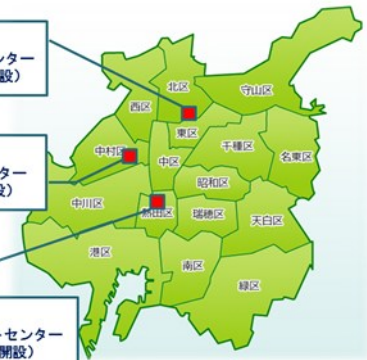 ンター
設）
ター
設）
トセンター
開設）
北区
守山区
西区
東区
千種区
名東区
中村区
中区
昭和区
中川区
熱田区
瑞穂区
天白区
港区
南区
緑区